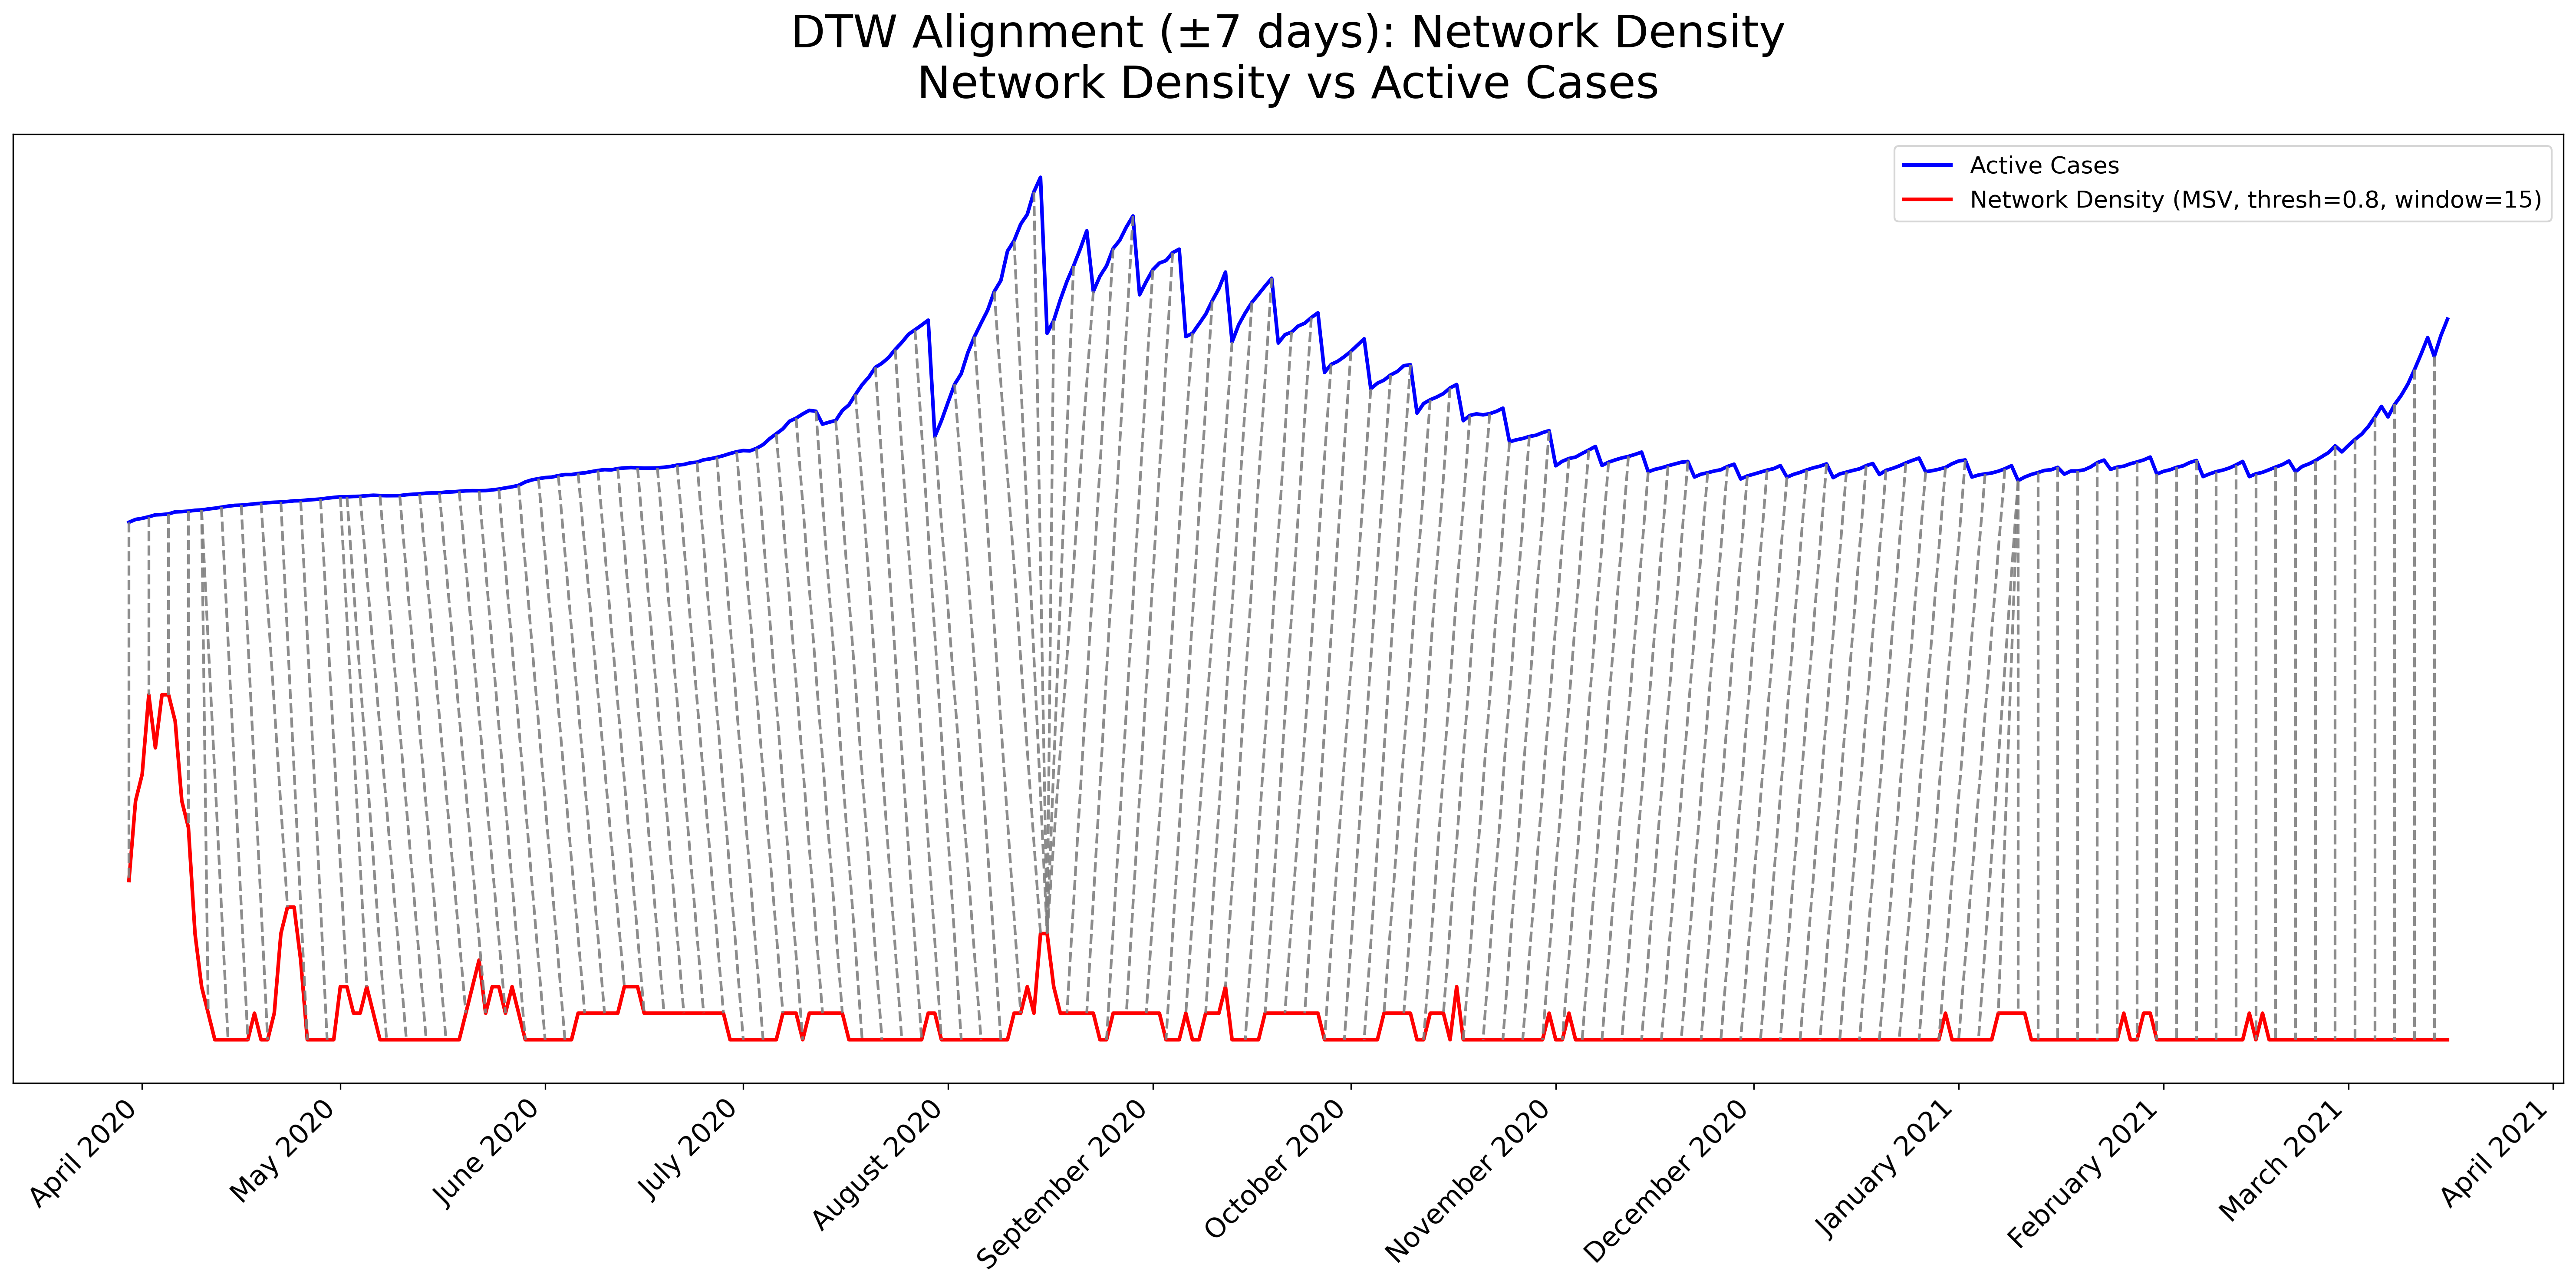 DTW Alignment (±7 days): Network Density
Network Density vs Active Cases
Active Cases
Network Density (MSV, thresh=0.8, window=15)
April 2020
May 2020
June 2020
July 2020
August 2020
September 2020
October 2020
November 2020
December 2020
January 2021
February 2021
March 2021
April 2021